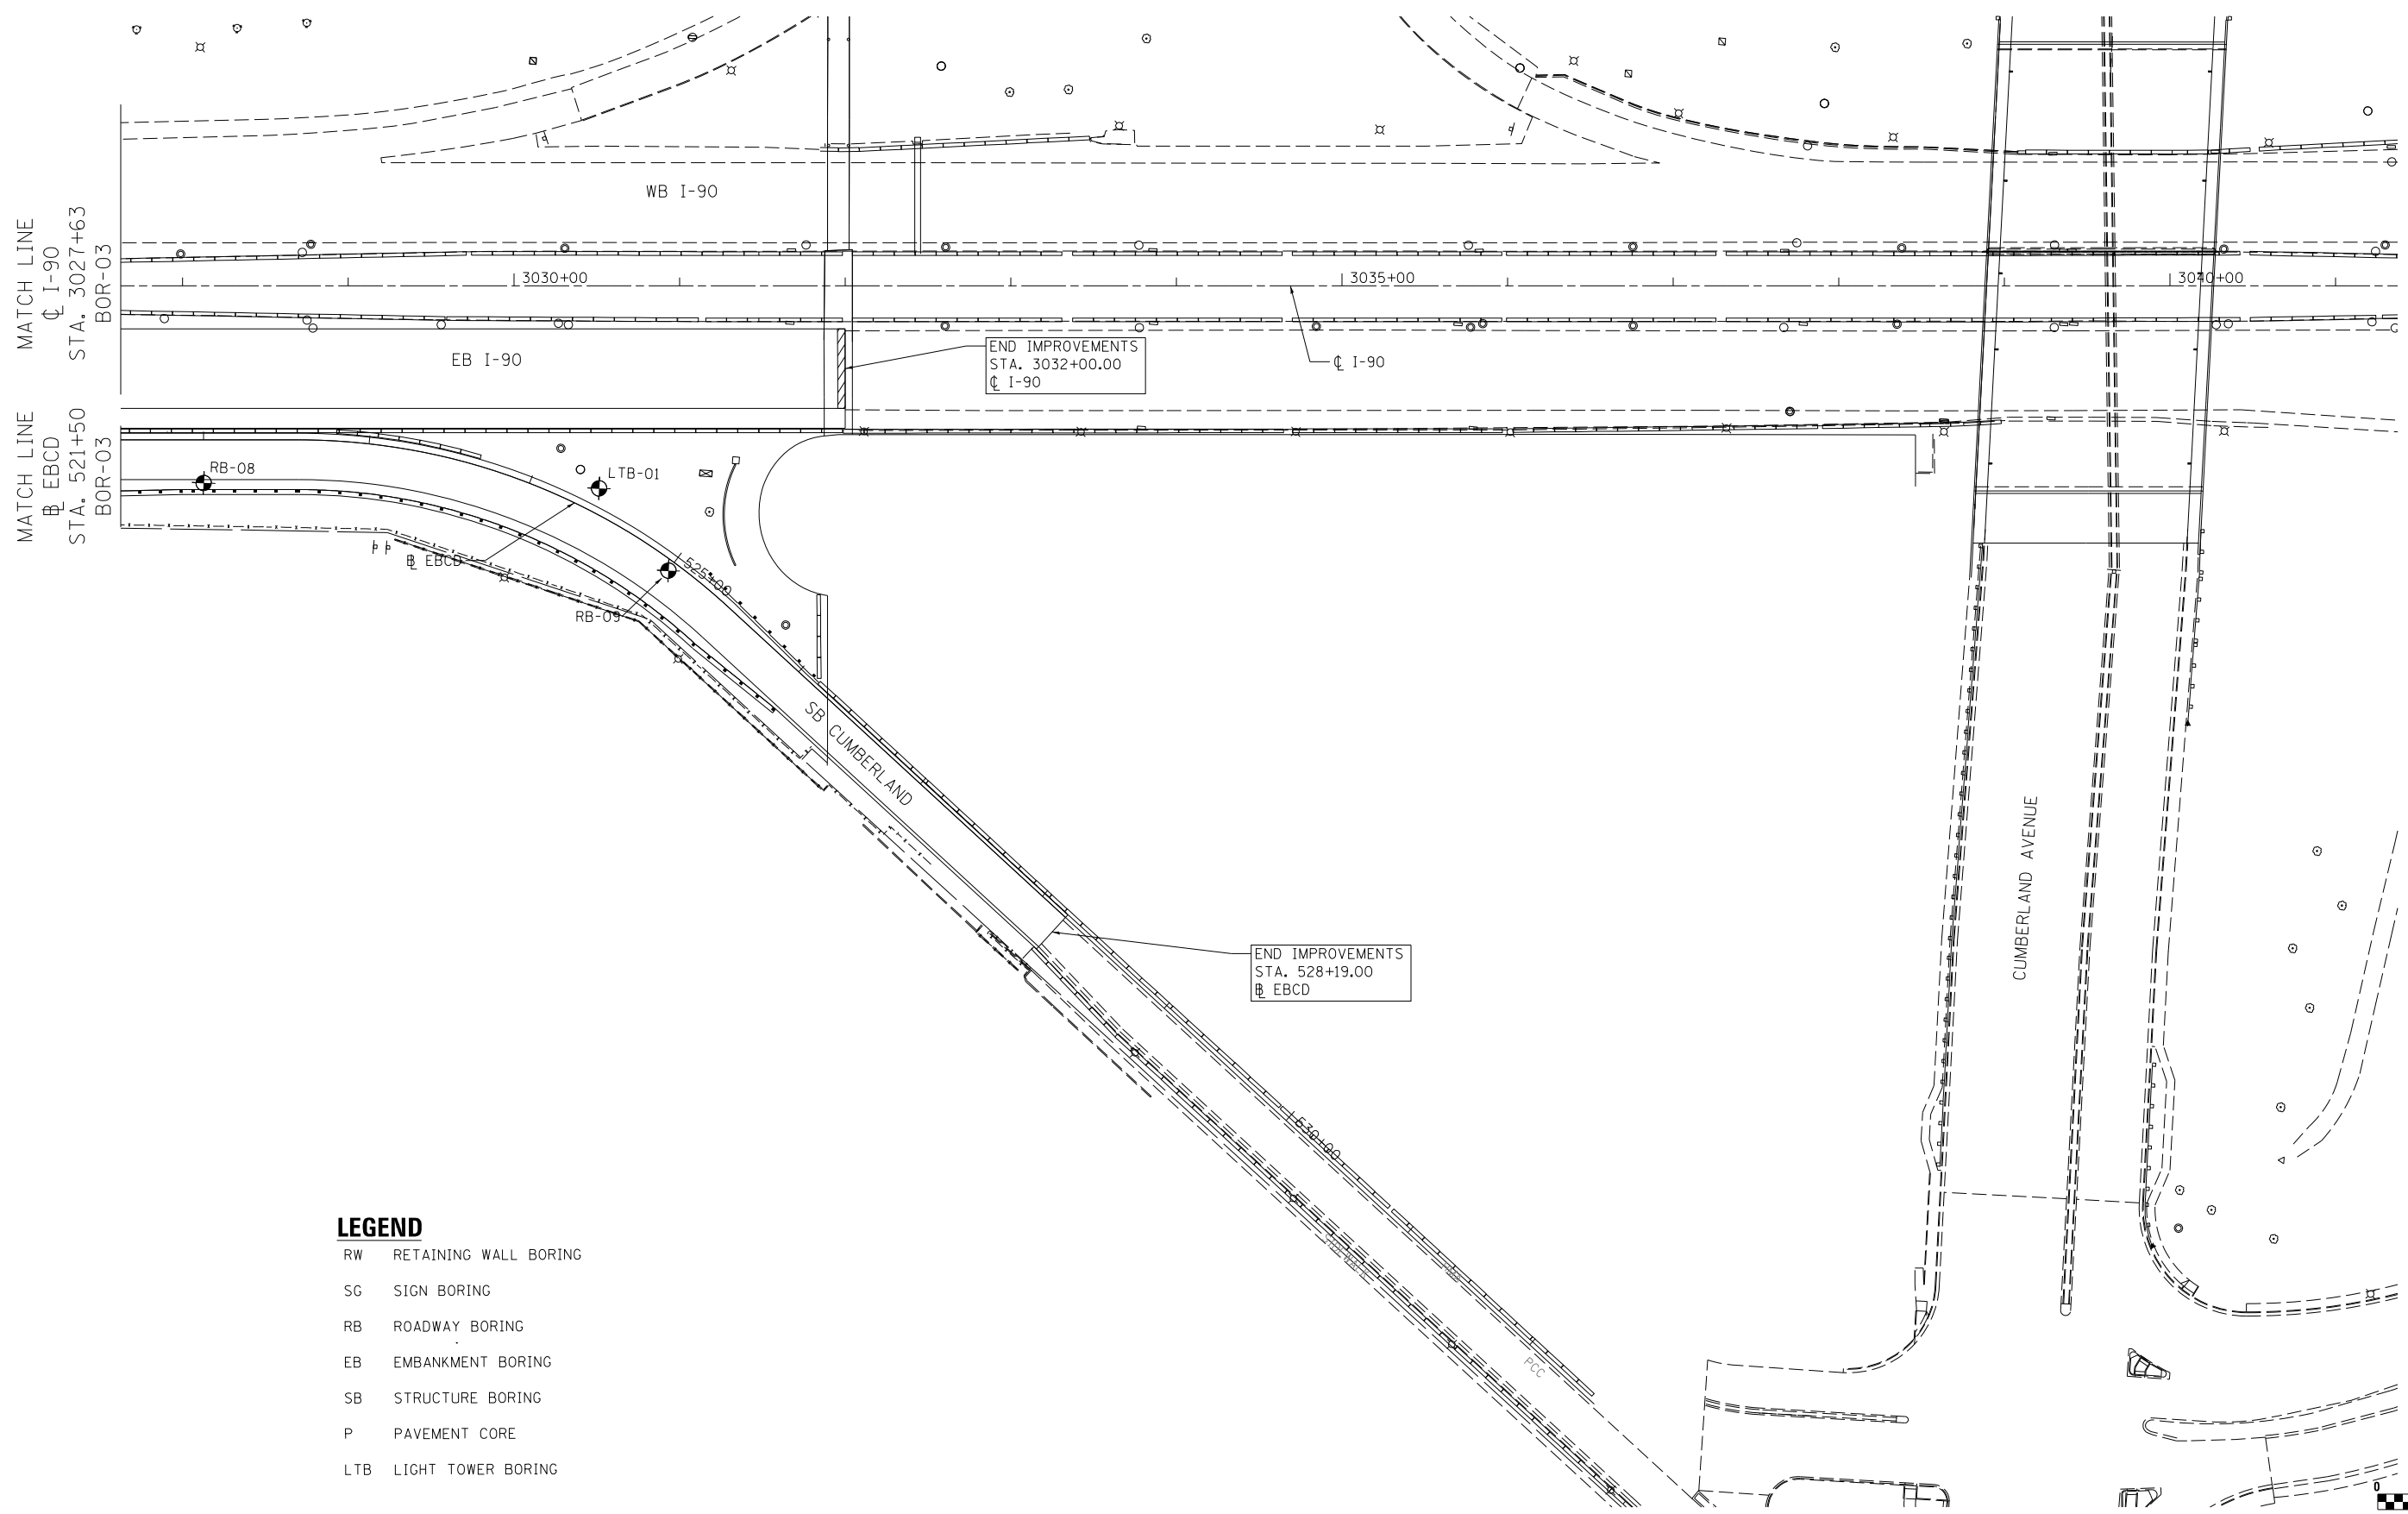 WB I-90
MATCH LINE
℄ I-90
STA. 3027+63
BOR-03
3030+00
3035+00
3040+00
EB I-90
END IMPROVEMENTS
STA. 3032+00.00
℄ I-90
℄ I-90
MATCH LINE
B̲L EBCD
STA. 521+50
BOR-03
RB-08
LTB-01
BL EBCD
525+00
RB-09
SB CUMBERLAND
CUMBERLAND AVENUE
END IMPROVEMENTS
STA. 528+19.00
BL EBCD
530+00
PCC
LEGEND
RW RETAINING WALL BORING
SG SIGN BORING
RB ROADWAY BORING
EB EMBANKMENT BORING
SB STRUCTURE BORING
P PAVEMENT CORE
LTB LIGHT TOWER BORING
0